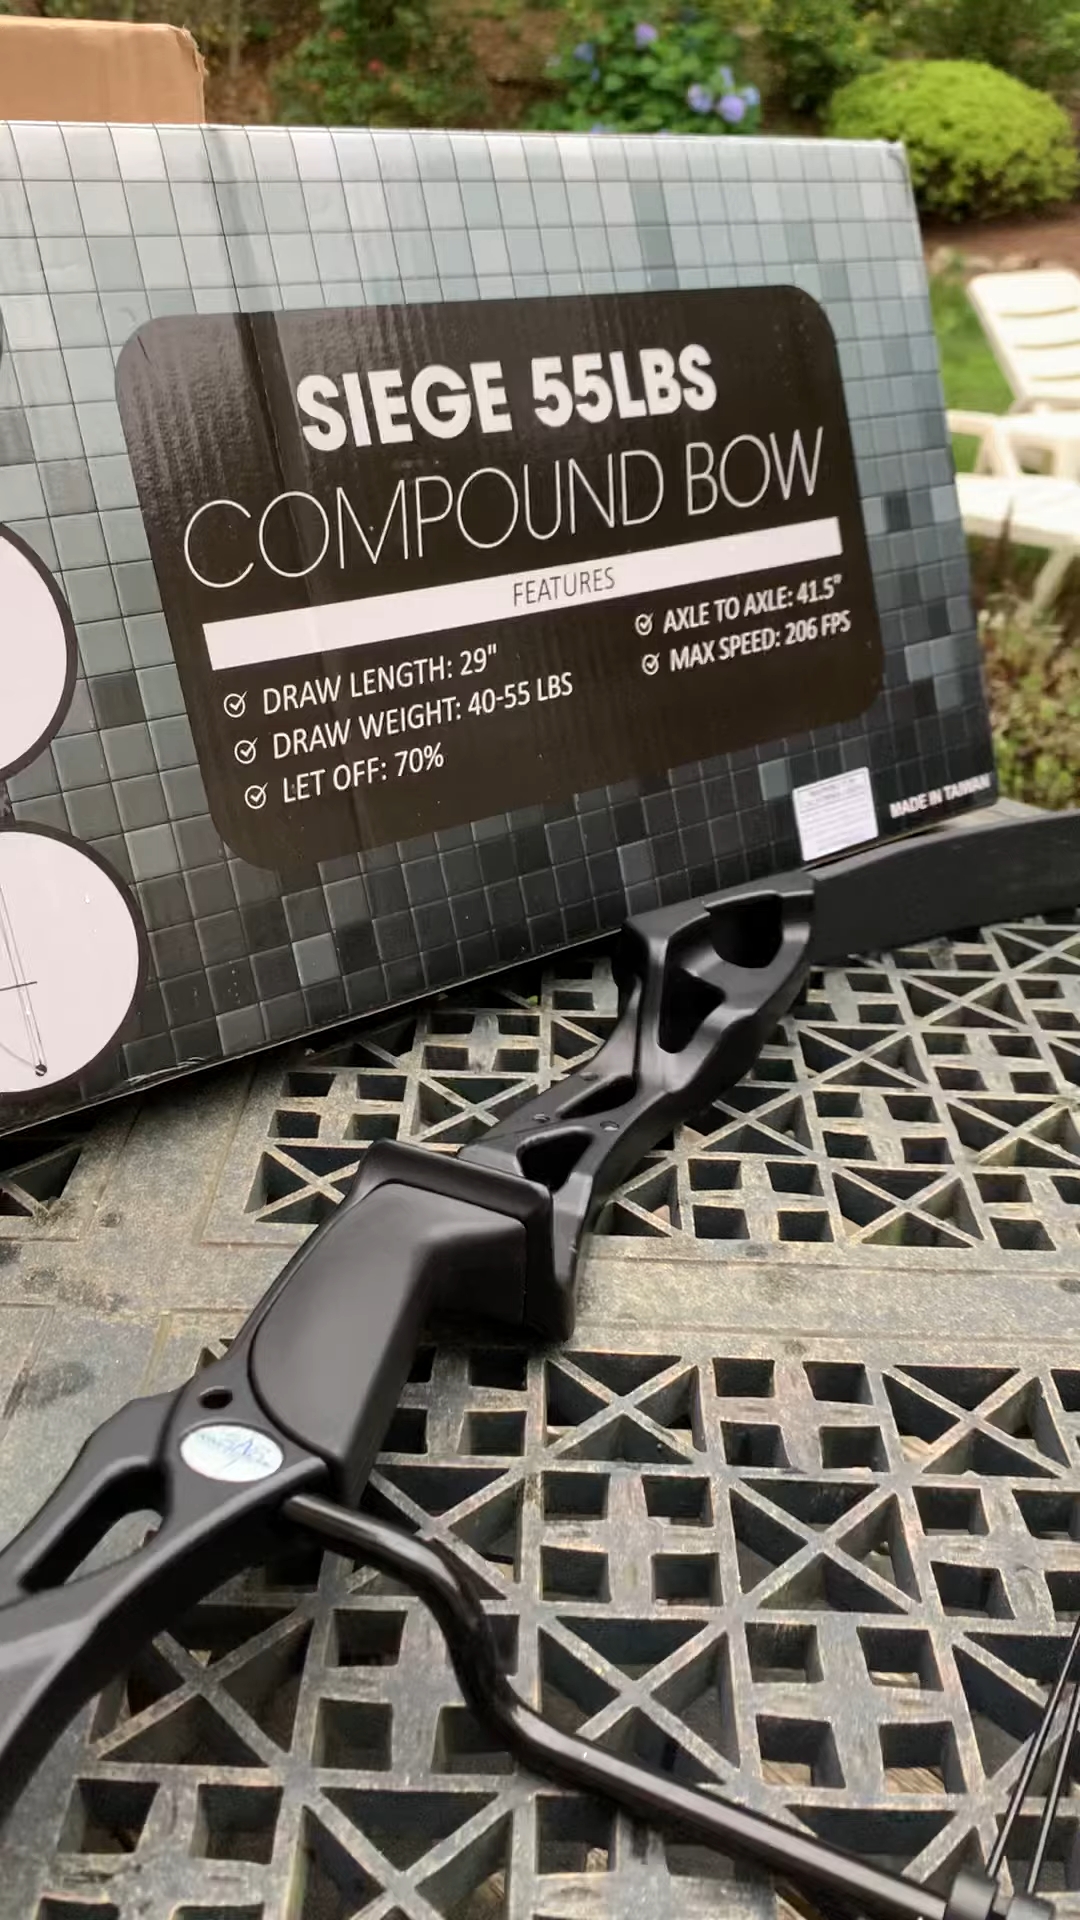 SIEGE 55LBS
COMPOUND BOW
FEATURES
DRAW LENGTH: 29"
DRAW WEIGHT: 40-55 LBS
LET OFF: 70%
AXLE TO AXLE: 41.5"
MAX SPEED: 206 FPS
MADE IN TAIWAN